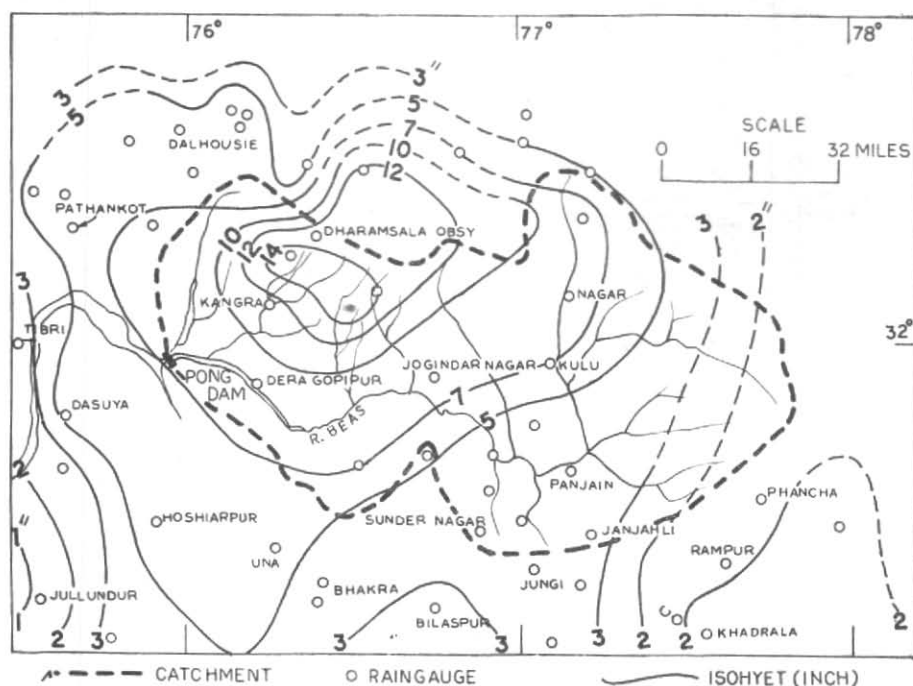 76° 77° 78°
3"
3
5
5
7
10
12
SCALE
0 16 32 MILES
DALHOUSIE
PATHANKOT
DHARAMSALA OBSY
3 2"
10 12 14
3
KANGRA
NAGAR
TIBRI
32°
PONG DAM
DERA GOPIPUR
JOGINDAR NAGAR
KULU
7
5
DASUYA
R. BEAS
2
PANJAIN
PHANCHA
1"
HOSHIARPUR
SUNDER NAGAR
JANJAHLI
UNA
RAMPUR
JULLUNDUR
BHAKRA
JUNGI
BILASPUR
KHADRALA
2 3 3 3 3 2 2 2
CATCHMENT
RAINGAUGE
ISOHYET (INCH)